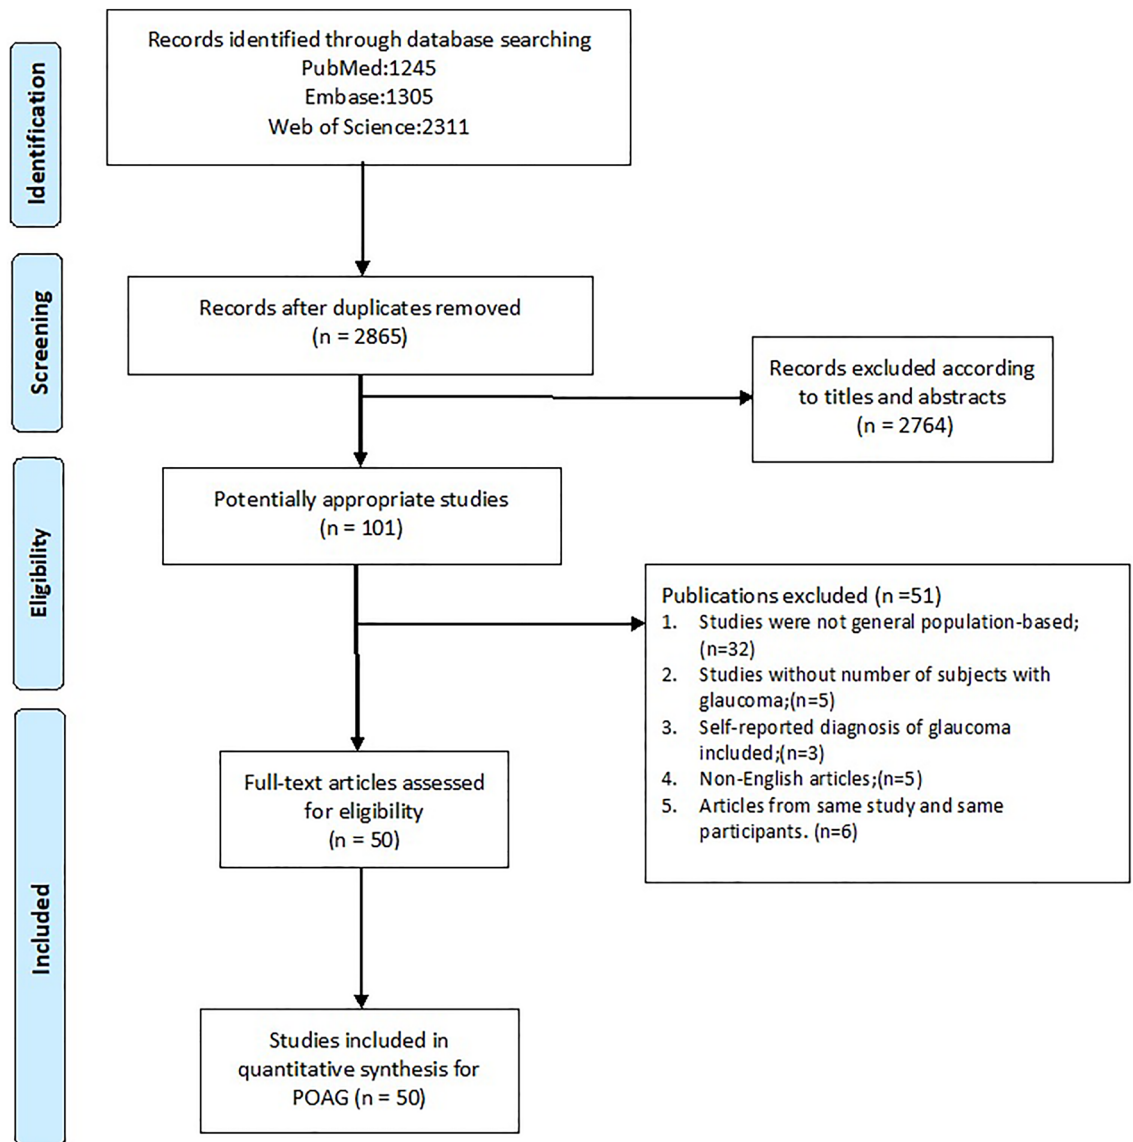 Identification
Records identified through database searching
PubMed:1245
Embase:1305
Web of Science:2311
Screening
Records after duplicates removed
(n = 2865)
Records excluded according
to titles and abstracts
(n = 2764)
Eligibility
Potentially appropriate studies
(n = 101)
Publications excluded (n =51)
1. Studies were not general population-based;
(n=32)
2. Studies without number of subjects with
glaucoma;(n=5)
3. Self-reported diagnosis of glaucoma
included;(n=3)
4. Non-English articles;(n=5)
5. Articles from same study and same
participants. (n=6)
Included
Full-text articles assessed
for eligibility
(n = 50)
Studies included in
quantitative synthesis for
POAG (n = 50)